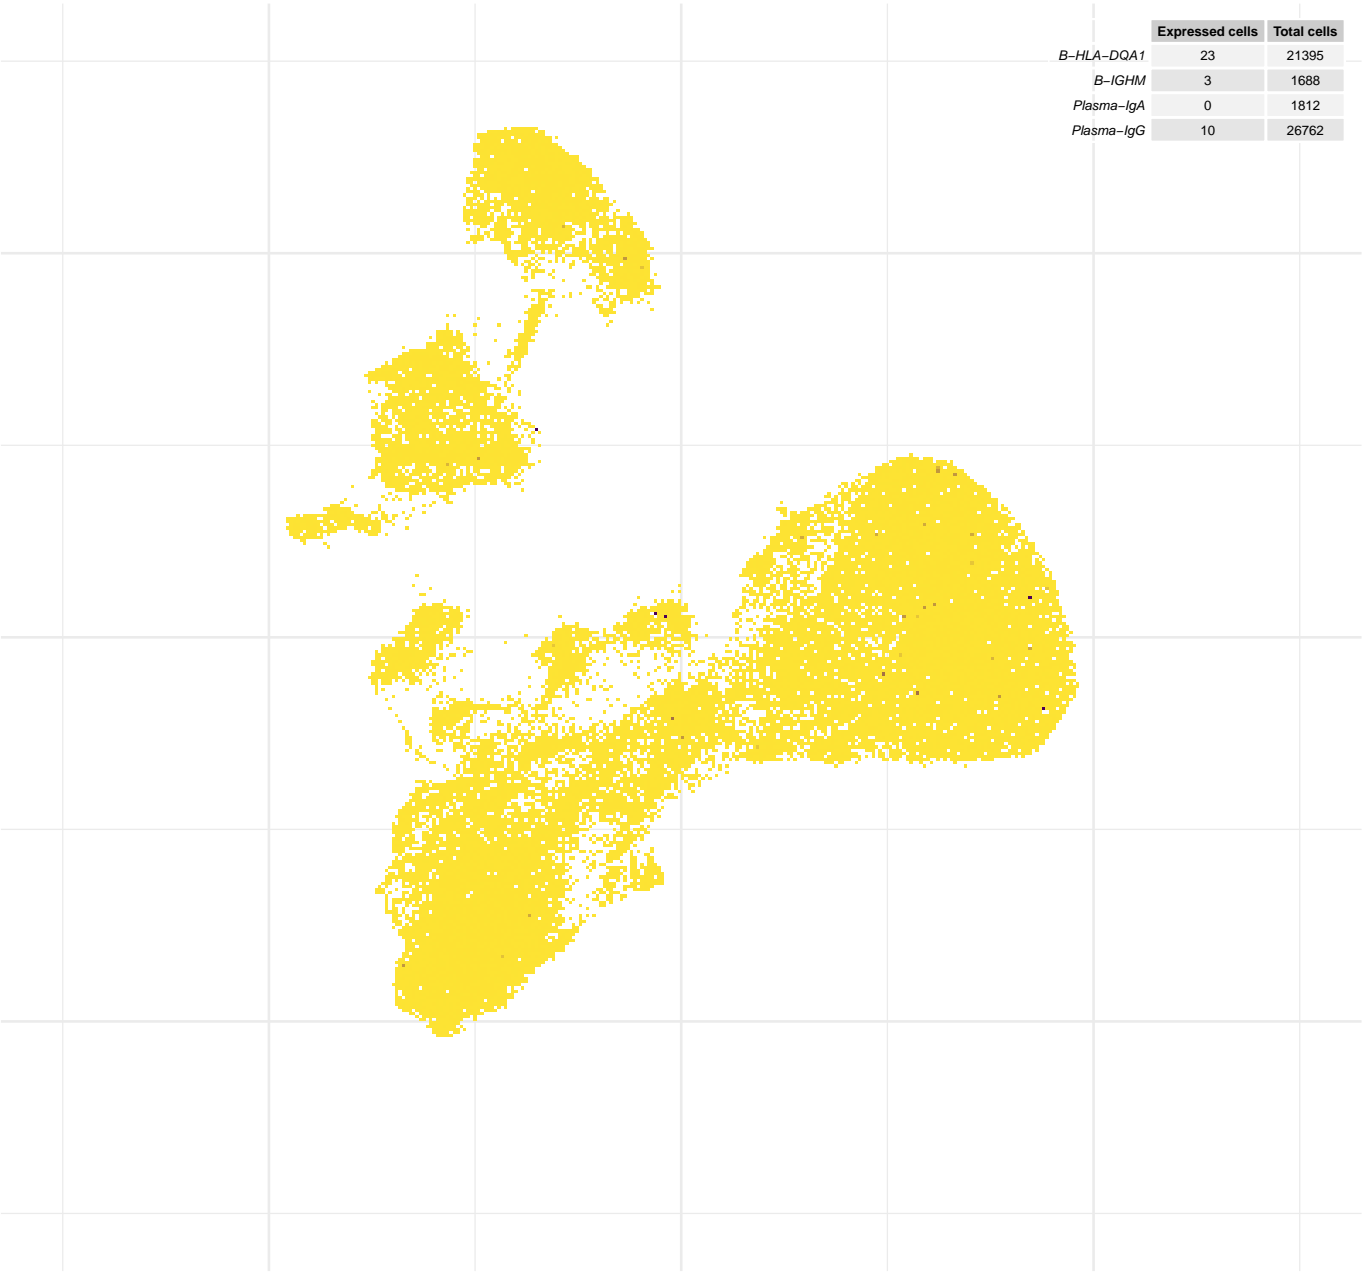 Expressed cells Total cells
B−HLA−DQA1 23 21395
B−IGHM 3 1688
Plasma−IgA 0 1812
Plasma−IgG 10 26762